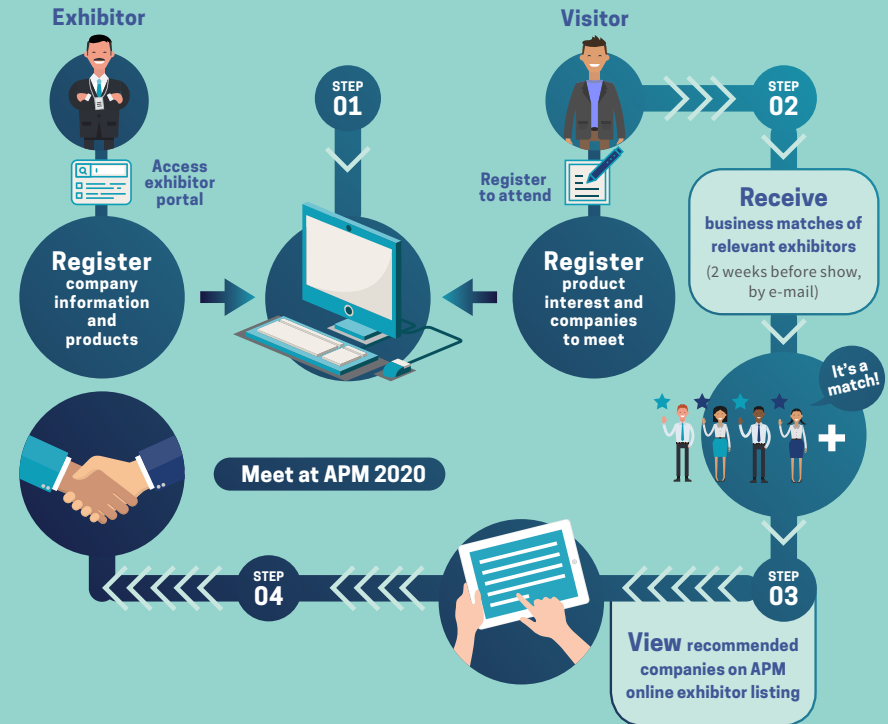 Exhibitor
Access
exhibitor
portal
Register
company
information
and
products
STEP
01
Visitor
Register
to attend
Register
product
interest and
companies
to meet
STEP
02
Receive
business matches of
relevant exhibitors
(2 weeks before show,
by e-mail)
It's a
match!
STEP
03
View recommended
companies on APM
online exhibitor listing
STEP
04
Meet at APM 2020